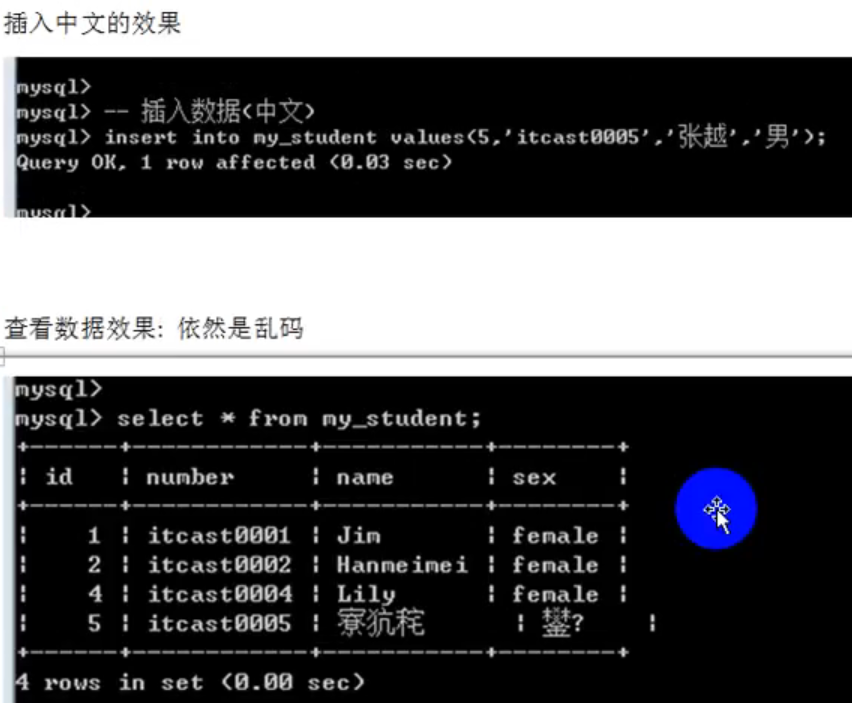 插入中文的效果
mysql>
mysql> -- 插入数据(中文)
mysql> insert into my_student values(5,'itcast0005','张越','男');
Query OK, 1 row affected (0.03 sec)
mysql>
查看数据效果: 依然是乱码
mysql>
mysql> select * from my_student;
+------+------------+-----------+--------+
| id | number | name | sex |
+------+------------+-----------+--------+
| 1 | itcast0001 | Jim | female |
| 2 | itcast0002 | Hanmeimei | female |
| 4 | itcast0004 | Lily | female |
| 5 | itcast0005 | 寮犺秺 | 鐢? |
+------+------------+-----------+--------+
4 rows in set (0.00 sec)